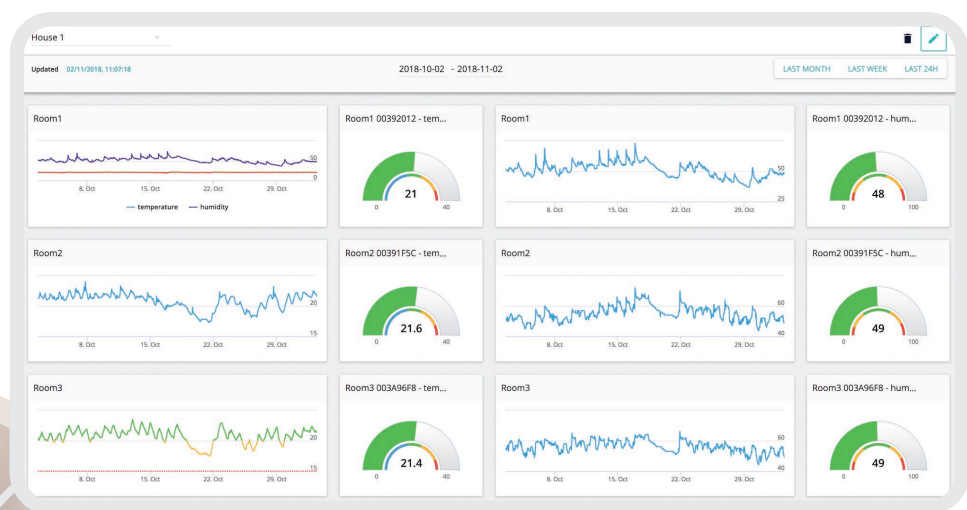 House 1
Updated 02/11/2018, 11:07:18
2018-10-02 - 2018-11-02
LAST MONTH LAST WEEK LAST 24H
Room1
50
0
8. Oct 15. Oct 22. Oct 29. Oct
temperature humidity
Room1 00392012 - tem...
21
0 40
Room1
50
25
8. Oct 15. Oct 22. Oct 29. Oct
Room1 00392012 - hum...
48
0 100
Room2
20
15
8. Oct 15. Oct 22. Oct 29. Oct
Room2 00391F5C - tem...
21.6
0 40
Room2
60
40
8. Oct 15. Oct 22. Oct 29. Oct
Room2 00391F5C - hum...
49
0 100
Room3
20
15
8. Oct 15. Oct 22. Oct 29. Oct
Room3 003A96F8 - tem...
21.4
0 40
Room3
60
40
8. Oct 15. Oct 22. Oct 29. Oct
Room3 003A96F8 - hum...
49
0 100